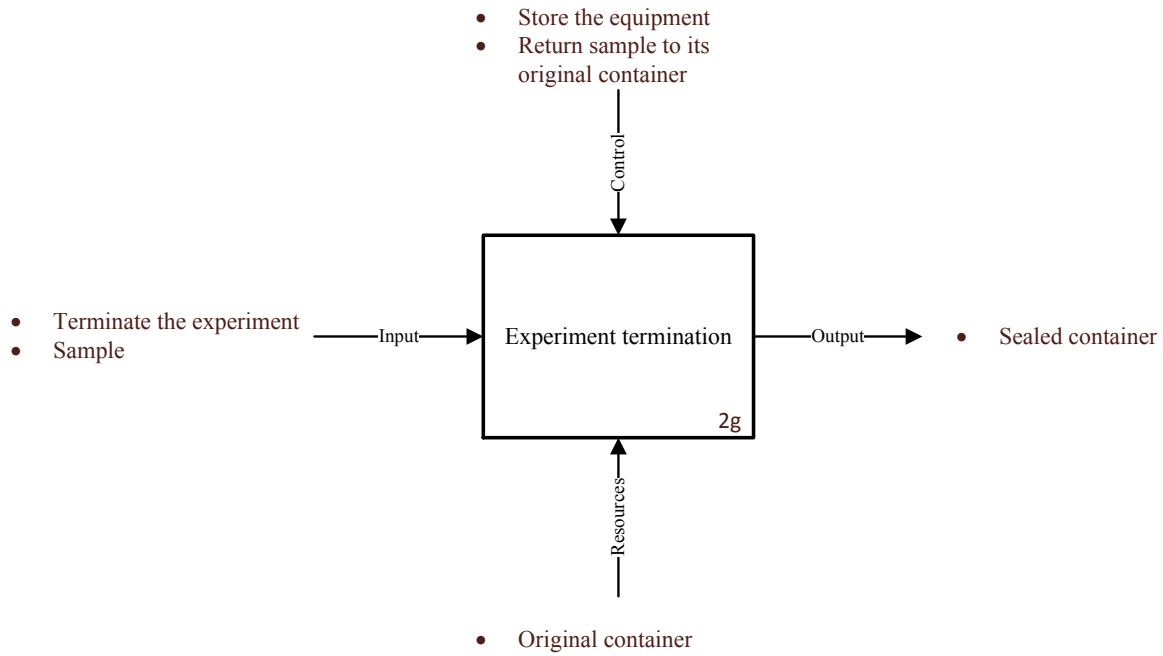 • Store the equipment
• Return sample to its
original container
Control
• Terminate the experiment
• Sample
Input
Experiment termination
2g
Output
• Sealed container
Resources
• Original container